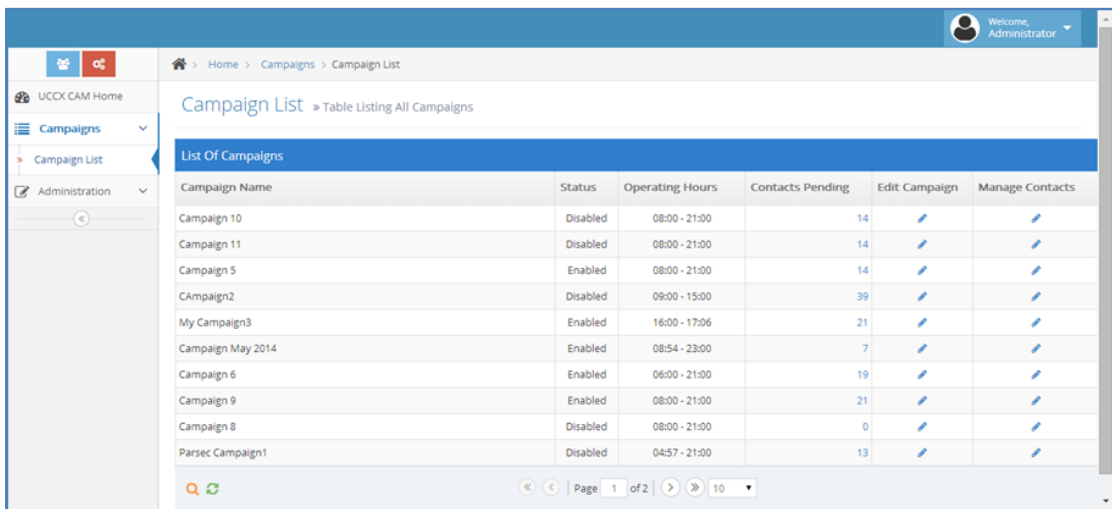 Welcome,
Administrator
Home > Campaigns > Campaign List
UCCX CAM Home
Campaigns
Campaign List
Administration
Campaign List » Table Listing All Campaigns
List Of Campaigns
Campaign Name Status Operating Hours Contacts Pending Edit Campaign Manage Contacts
Campaign 10 Disabled 08:00 - 21:00 14
Campaign 11 Disabled 08:00 - 21:00 14
Campaign 5 Enabled 08:00 - 21:00 14
CAmpaign2 Disabled 09:00 - 15:00 39
My Campaign3 Enabled 16:00 - 17:06 21
Campaign May 2014 Enabled 08:54 - 23:00 7
Campaign 6 Enabled 06:00 - 21:00 19
Campaign 9 Enabled 08:00 - 21:00 21
Campaign 8 Disabled 08:00 - 21:00 0
Parsec Campaign1 Disabled 04:57 - 21:00 13
Page 1 of 2 10